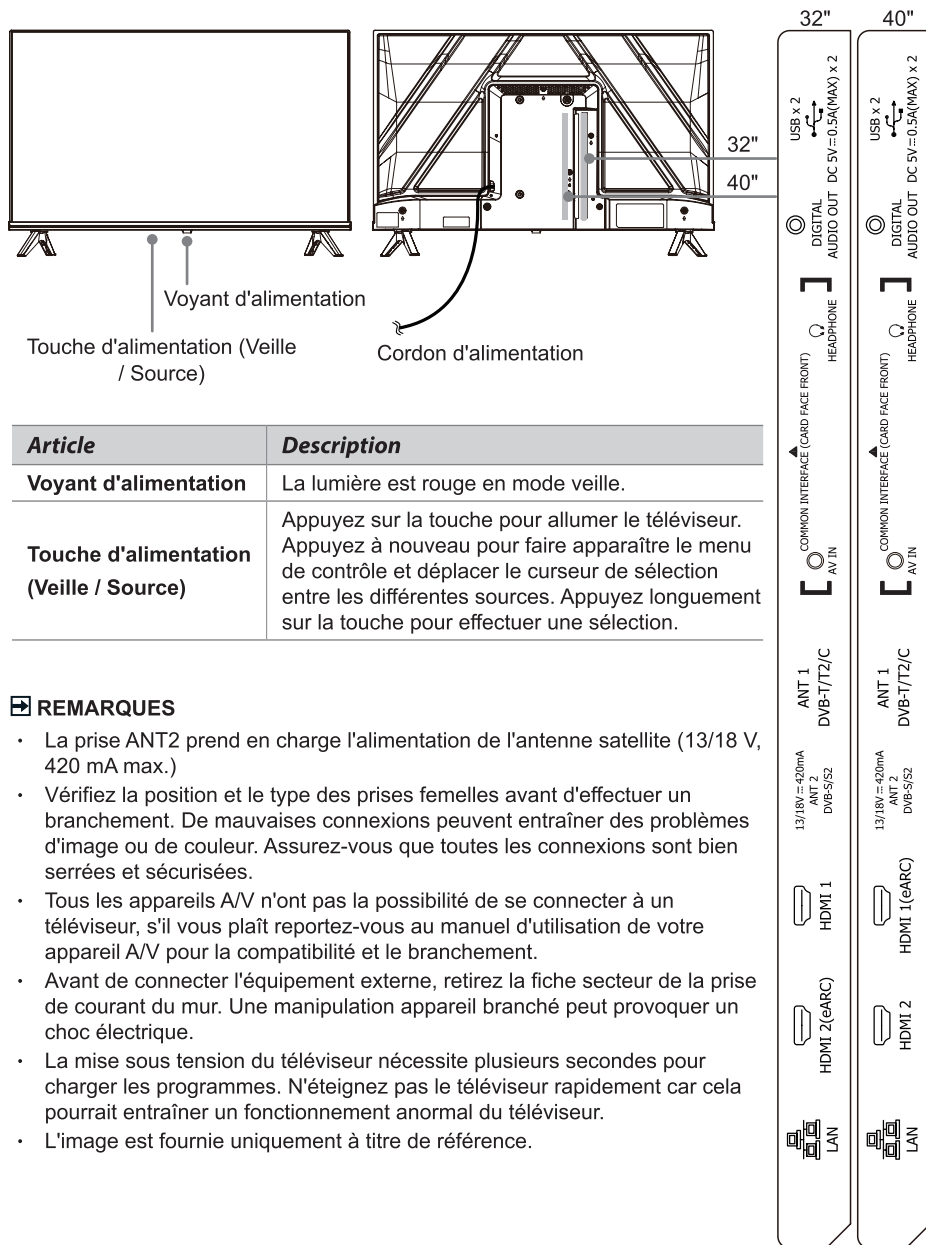 32"
40"
32"
40"
Voyant d'alimentation
Touche d'alimentation (Veille
/ Source)
Cordon d'alimentation
Article Description
Voyant d'alimentation La lumière est rouge en mode veille.
Touche d'alimentation
(Veille / Source)
Appuyez sur la touche pour allumer le téléviseur.
Appuyez à nouveau pour faire apparaître le menu
de contrôle et déplacer le curseur de sélection
entre les différentes sources. Appuyez longuement
sur la touche pour effectuer une sélection.
REMARQUES
· La prise ANT2 prend en charge l'alimentation de l'antenne satellite (13/18 V,
420 mA max.)
· Vérifiez la position et le type des prises femelles avant d'effectuer un
branchement. De mauvaises connexions peuvent entraîner des problèmes
d'image ou de couleur. Assurez-vous que toutes les connexions sont bien
serrées et sécurisées.
· Tous les appareils A/V n'ont pas la possibilité de se connecter à un
téléviseur, s'il vous plaît reportez-vous au manuel d'utilisation de votre
appareil A/V pour la compatibilité et le branchement.
· Avant de connecter l'équipement externe, retirez la fiche secteur de la prise
de courant du mur. Une manipulation appareil branché peut provoquer un
choc électrique.
· La mise sous tension du téléviseur nécessite plusieurs secondes pour
charger les programmes. N'éteignez pas le téléviseur rapidement car cela
pourrait entraîner un fonctionnement anormal du téléviseur.
· L'image est fournie uniquement à titre de référence.
USB x 2
DC 5V⎓0.5A(MAX) x 2
DIGITAL
AUDIO OUT
HEADPHONE
COMMON INTERFACE (CARD FACE FRONT)
AV IN
ANT 1
DVB-T/T2/C
13/18V⎓420mA
ANT 2
DVB-S/S2
HDMI 1
HDMI 2(eARC)
LAN
USB x 2
DC 5V⎓0.5A(MAX) x 2
DIGITAL
AUDIO OUT
HEADPHONE
COMMON INTERFACE (CARD FACE FRONT)
AV IN
ANT 1
DVB-T/T2/C
13/18V⎓420mA
ANT 2
DVB-S/S2
HDMI 1(eARC)
HDMI 2
LAN